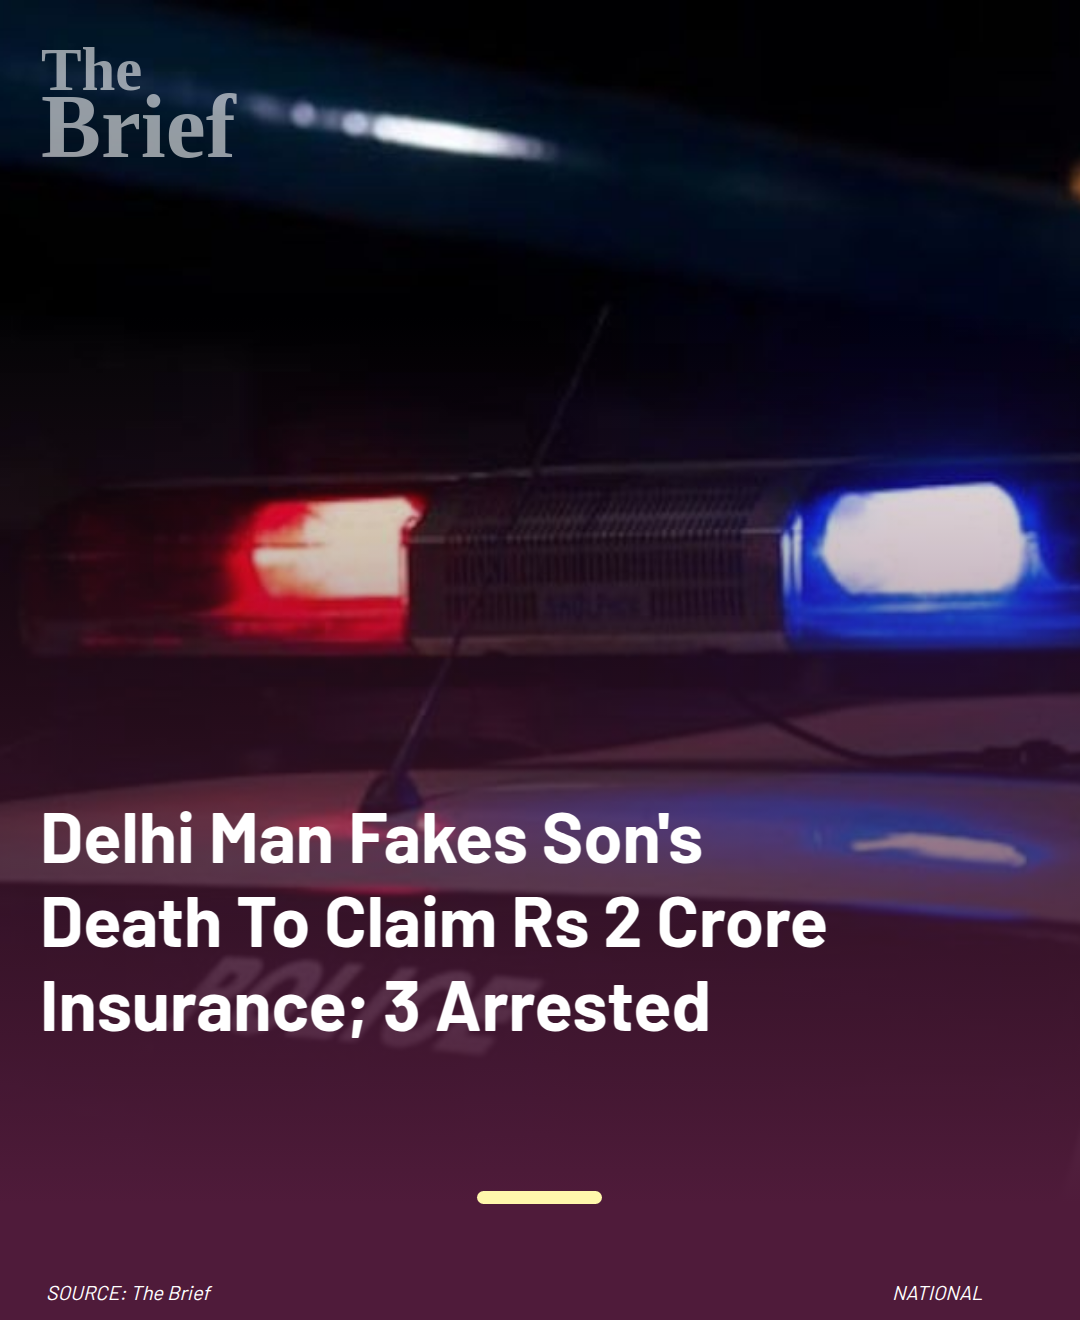 The
Brief
Delhi Man Fakes Son's
Death To Claim Rs 2 Crore
Insurance; 3 Arrested
POLICE
SOURCE: The Brief
NATIONAL